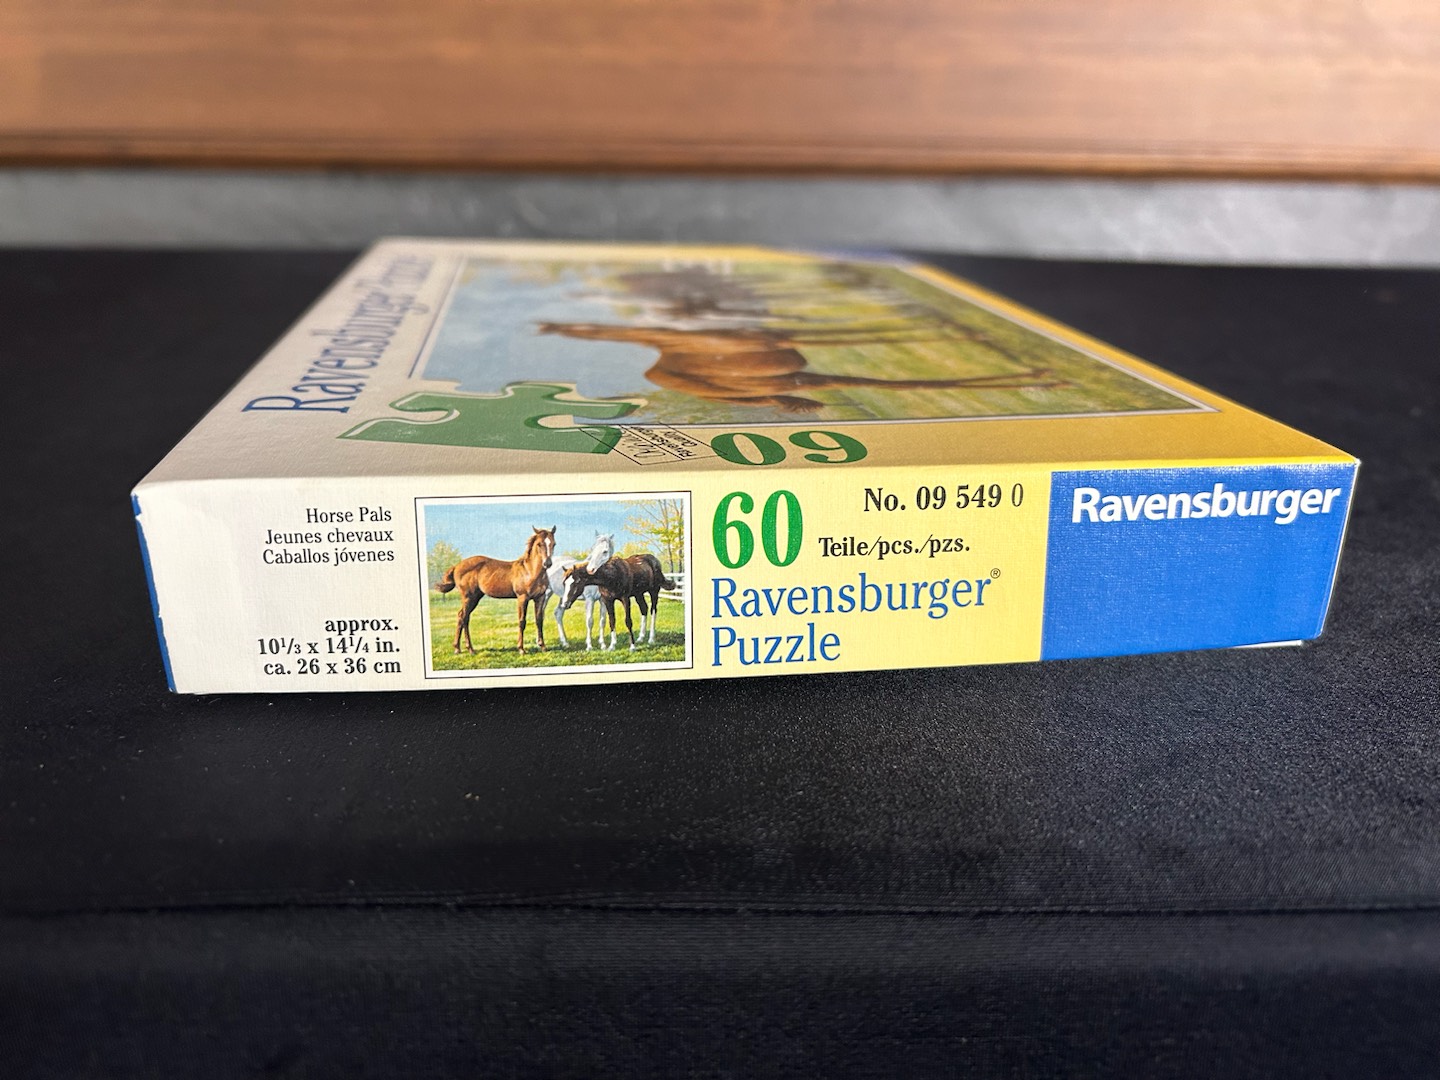 Ravensburger
60
Horse Pals
Jeunes chevaux
Caballos jóvenes
approx.
10¹/₃ x 14¹/₄ in.
ca. 26 x 36 cm
60
No. 09 549 0
Teile/pcs./pzs.
Ravensburger®
Puzzle
Ravensburger